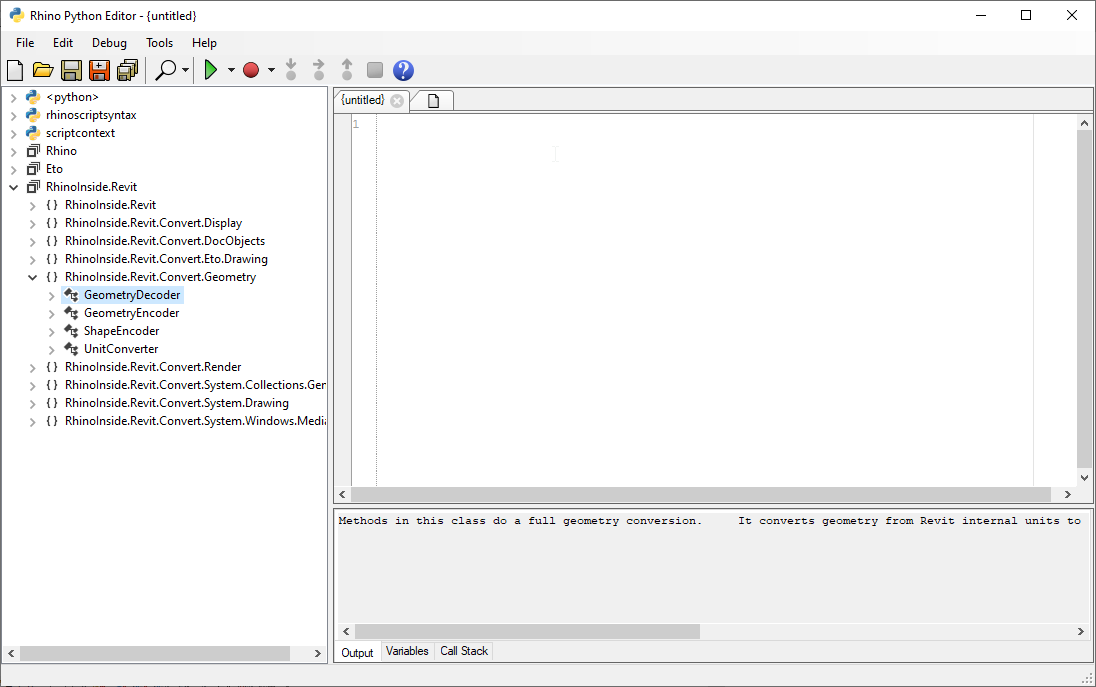 Rhino Python Editor - {untitled}
File Edit Debug Tools Help
<python>
rhinoscriptsyntax
scriptcontext
Rhino
Eto
RhinoInside.Revit
{} RhinoInside.Revit
{} RhinoInside.Revit.Convert.Display
{} RhinoInside.Revit.Convert.DocObjects
{} RhinoInside.Revit.Convert.Eto.Drawing
{} RhinoInside.Revit.Convert.Geometry
GeometryDecoder
GeometryEncoder
ShapeEncoder
UnitConverter
{} RhinoInside.Revit.Convert.Render
{} RhinoInside.Revit.Convert.System.Collections.Ger
{} RhinoInside.Revit.Convert.System.Drawing
{} RhinoInside.Revit.Convert.System.Windows.Media
{untitled}
1
Methods in this class do a full geometry conversion. It converts geometry from Revit internal units to
Output Variables Call Stack